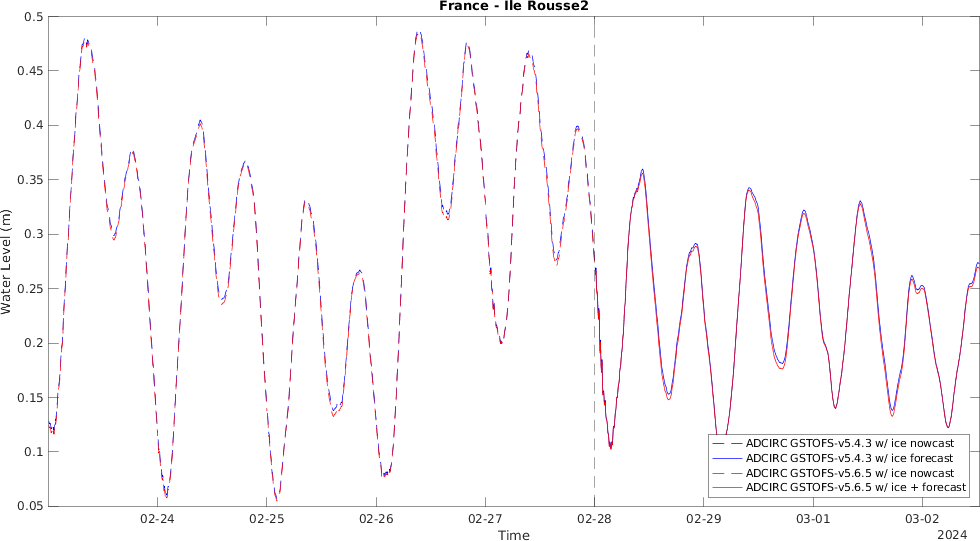 France - Ile Rousse2
0.5
0.45
0.4
0.35
0.3
0.25
0.2
0.15
0.1
0.05
Water Level (m)
02-24
02-25
02-26
02-27
02-28
02-29
03-01
03-02
Time
2024
ADCIRC GSTOFS-v5.4.3 w/ ice nowcast
ADCIRC GSTOFS-v5.4.3 w/ ice forecast
ADCIRC GSTOFS-v5.6.5 w/ ice nowcast
ADCIRC GSTOFS-v5.6.5 w/ ice + forecast